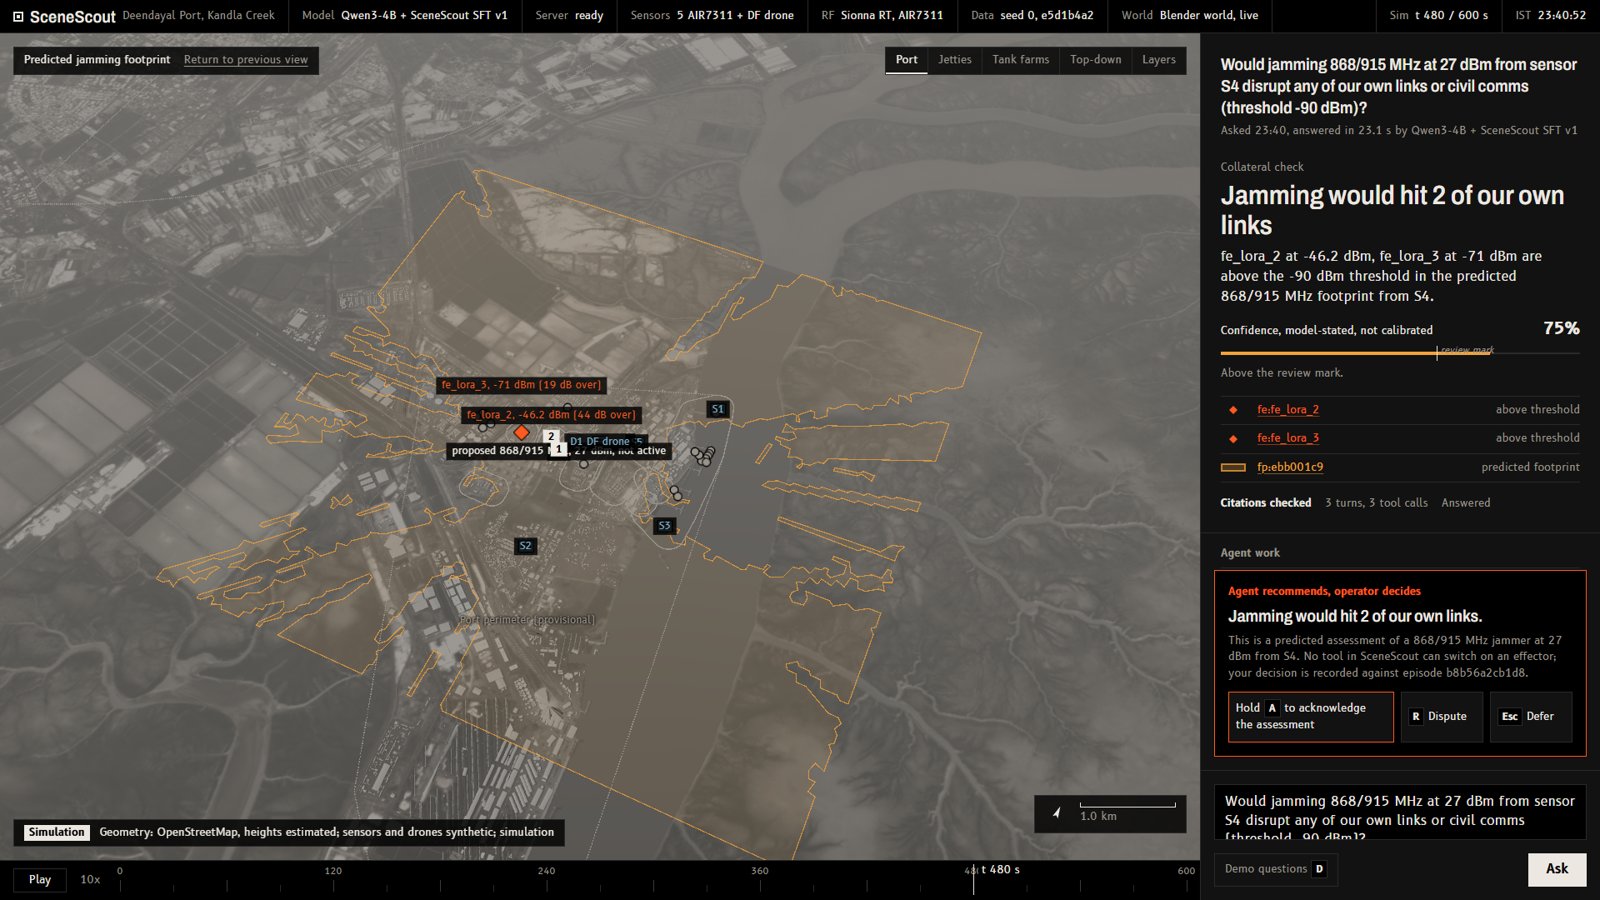 SceneScout Deendayal Port, Kandla Creek
Model Qwen3-4B + SceneScout SFT v1
Server ready
Sensors 5 AIR7311 + DF drone
RF Sionna RT, AIR7311
Data seed 0, e5d1b4a2
World Blender world, live
Sim t 480 / 600 s
IST 23:40:52
Predicted jamming footprint Return to previous view
Port Jetties Tank farms Top-down Layers
fe_lora_3, -71 dBm [19 dB over]
fe_lora_2, -46.2 dBm [44 dB over]
S1
2
D1 DF drone
1
proposed 868/915 27 dBm, not active
S3
S2
Port perimeter [provisional]
1.0 km
Simulation Geometry: OpenStreetMap, heights estimated; sensors and drones synthetic; simulation
Play 10x
0 120 240 360 t 480 s 600
Would jamming 868/915 MHz at 27 dBm from sensor
S4 disrupt any of our own links or civil comms
(threshold -90 dBm)?
Asked 23:40, answered in 23.1 s by Qwen3-4B + SceneScout SFT v1
Collateral check
Jamming would hit 2 of our own
links
fe_lora_2 at -46.2 dBm, fe_lora_3 at -71 dBm are
above the -90 dBm threshold in the predicted
868/915 MHz footprint from S4.
Confidence, model-stated, not calibrated 75%
review mark
Above the review mark.
fe:fe_lora_2 above threshold
fe:fe_lora_3 above threshold
fp:ebb001c9 predicted footprint
Citations checked 3 turns, 3 tool calls Answered
Agent work
Agent recommends, operator decides
Jamming would hit 2 of our own links.
This is a predicted assessment of a 868/915 MHz jammer at 27
dBm from S4. No tool in SceneScout can switch on an effector;
your decision is recorded against episode b8b56a2cb1d8.
Hold A to acknowledge
the assessment
R Dispute
Esc Defer
Would jamming 868/915 MHz at 27 dBm from sensor
S4 disrupt any of our own links or civil comms
(threshold -90 dBm)?
Demo questions D
Ask